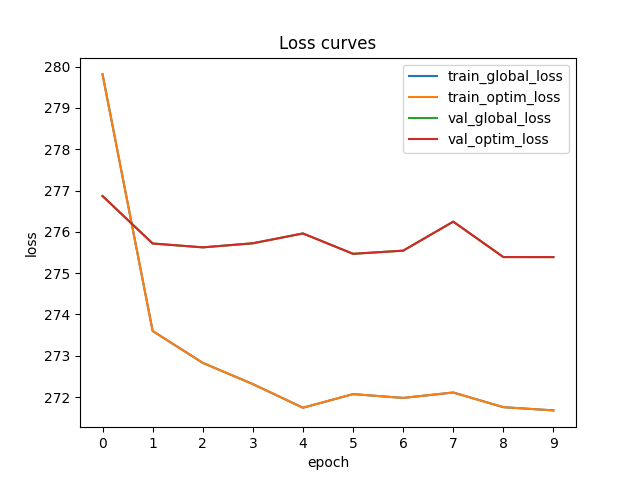 Loss curves
280
279
278
277
276
275
274
273
272
loss
train_global_loss
train_optim_loss
val_global_loss
val_optim_loss
0 1 2 3 4 5 6 7 8 9
epoch